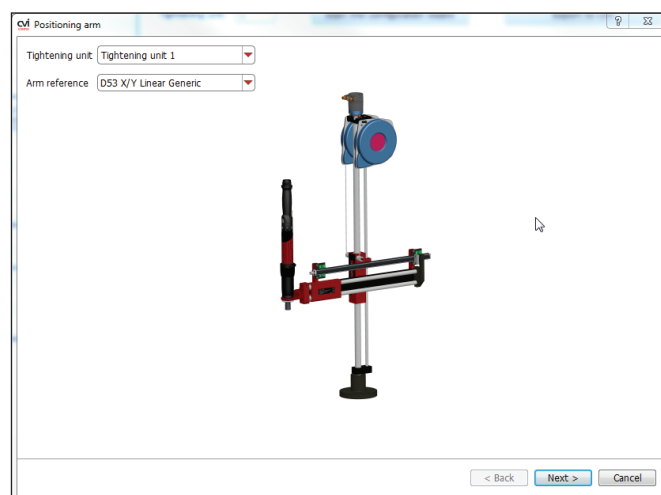 cvi Positioning arm
Tightening unit Tightening unit 1
Arm reference D53 X/Y Linear Generic
< Back Next > Cancel